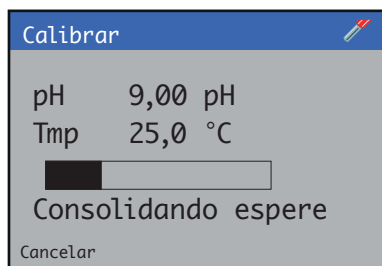 Calibrar
pH 9,00 pH
Tmp 25,0 °C
Consolidando espere
Cancelar